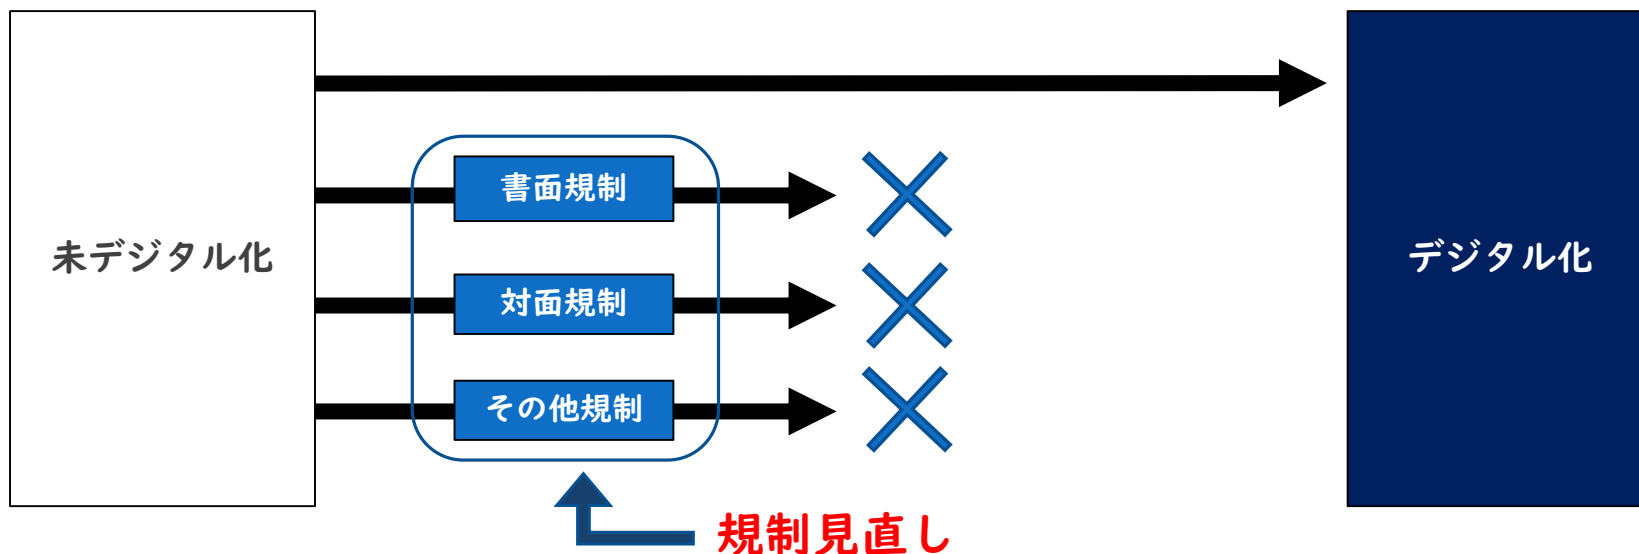 未デジタル化
書面規制
対面規制
その他規制
デジタル化
規制見直し